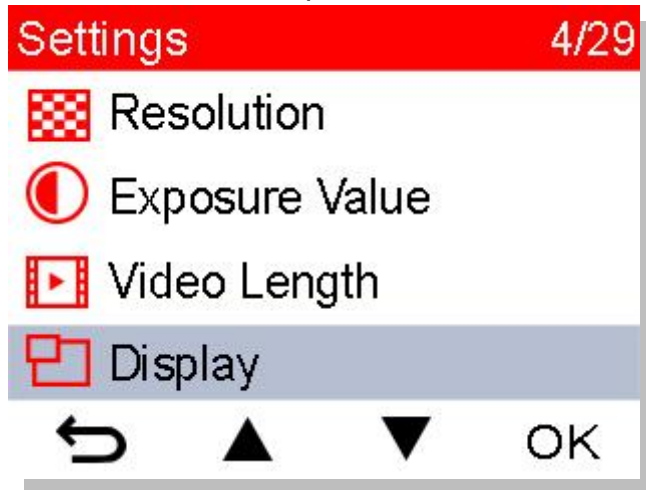 Settings 4/29
Resolution
Exposure Value
Video Length
Display
OK